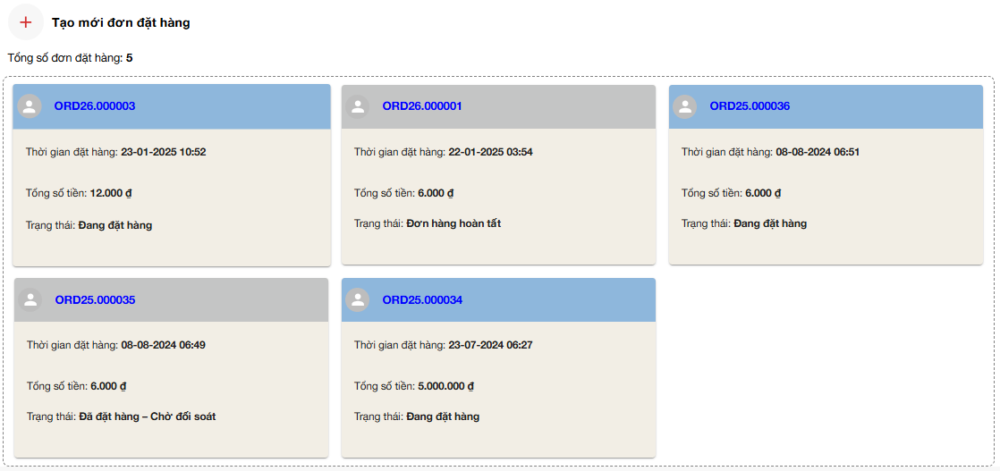 Tạo mới đơn đặt hàng
Tổng số đơn đặt hàng: 5
ORD26.000003
Thời gian đặt hàng: 23-01-2025 10:52
Tổng số tiền: 12.000 ₫
Trạng thái: Đang đặt hàng
ORD26.000001
Thời gian đặt hàng: 22-01-2025 03:54
Tổng số tiền: 6.000 ₫
Trạng thái: Đơn hàng hoàn tất
ORD25.000036
Thời gian đặt hàng: 08-08-2024 06:51
Tổng số tiền: 6.000 ₫
Trạng thái: Đang đặt hàng
ORD25.000035
Thời gian đặt hàng: 08-08-2024 06:49
Tổng số tiền: 6.000 ₫
Trạng thái: Đã đặt hàng – Chờ đối soát
ORD25.000034
Thời gian đặt hàng: 23-07-2024 06:27
Tổng số tiền: 5.000.000 ₫
Trạng thái: Đang đặt hàng